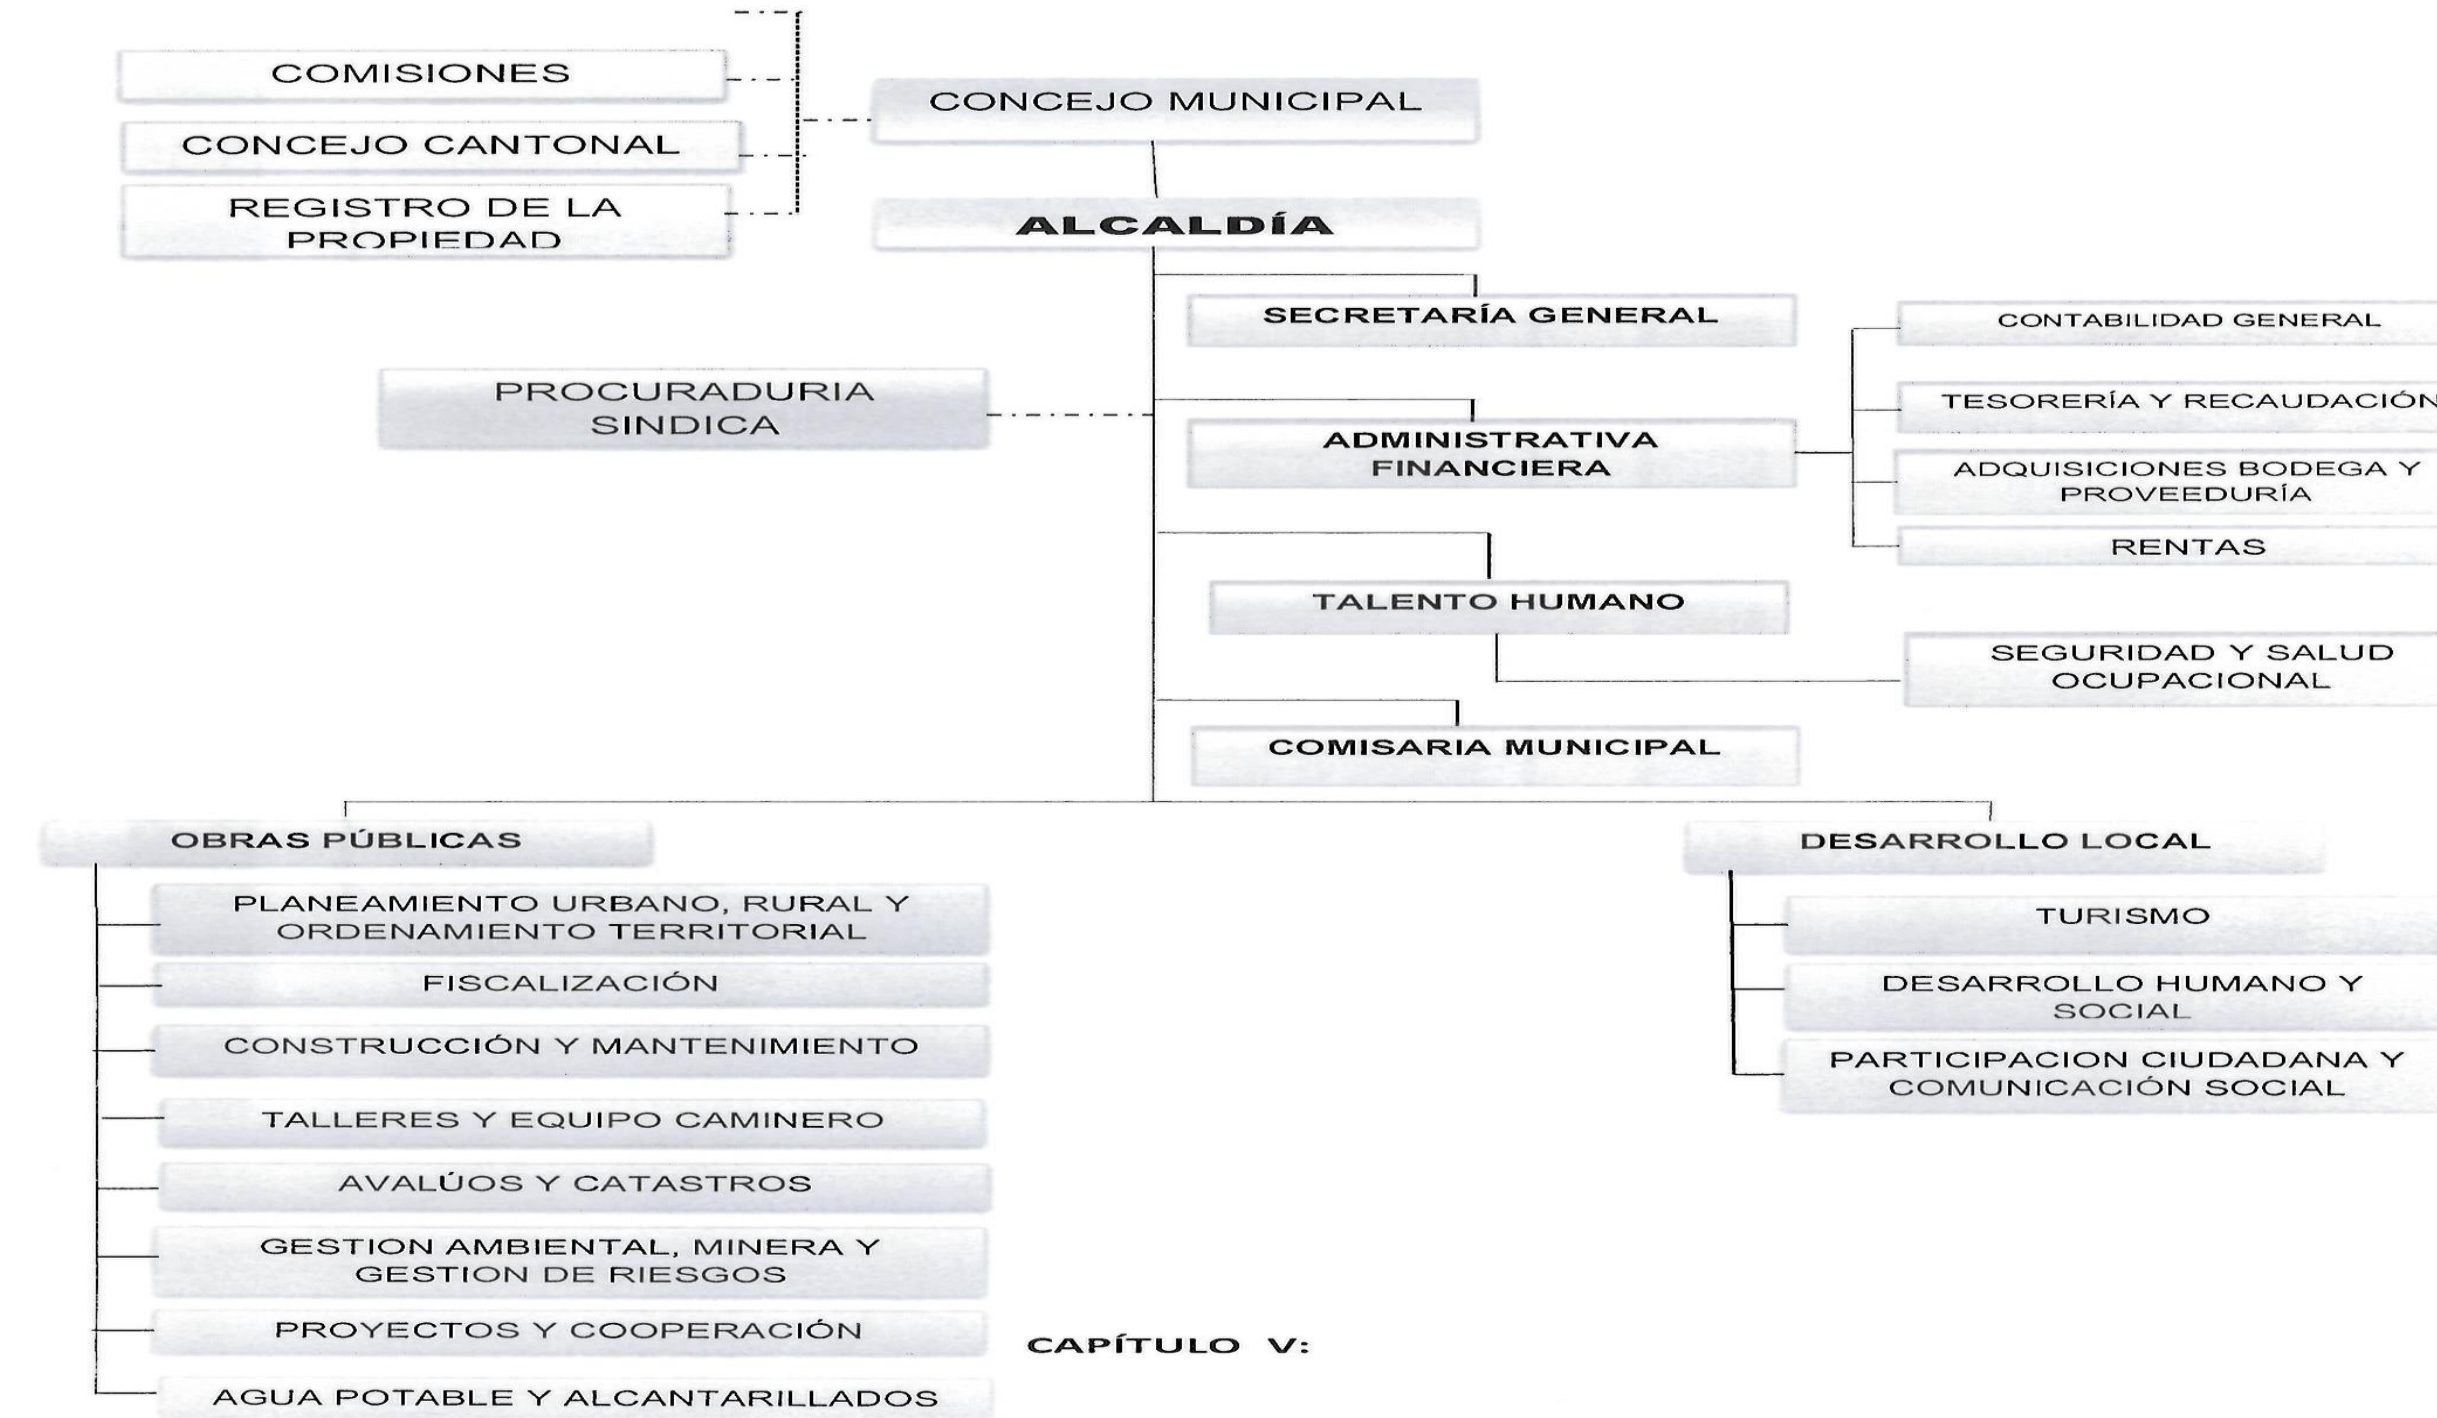 COMISIONES
CONCEJO MUNICIPAL
CONCEJO CANTONAL
REGISTRO DE LA
PROPIEDAD
ALCALDÍA
SECRETARÍA GENERAL
CONTABILIDAD GENERAL
PROCURADURIA
SINDICA
TESORERÍA Y RECAUDACIÓN
ADMINISTRATIVA
FINANCIERA
ADQUISICIONES BODEGA Y
PROVEEDURÍA
RENTAS
TALENTO HUMANO
SEGURIDAD Y SALUD
OCUPACIONAL
COMISARIA MUNICIPAL
OBRAS PÚBLICAS
PLANEAMIENTO URBANO, RURAL Y
ORDENAMIENTO TERRITORIAL
FISCALIZACIÓN
CONSTRUCCIÓN Y MANTENIMIENTO
TALLERES Y EQUIPO CAMINERO
AVALÚOS Y CATASTROS
GESTION AMBIENTAL, MINERA Y
GESTION DE RIESGOS
PROYECTOS Y COOPERACIÓN
AGUA POTABLE Y ALCANTARILLADOS
DESARROLLO LOCAL
TURISMO
DESARROLLO HUMANO Y
SOCIAL
PARTICIPACION CIUDADANA Y
COMUNICACIÓN SOCIAL
CAPÍTULO V: